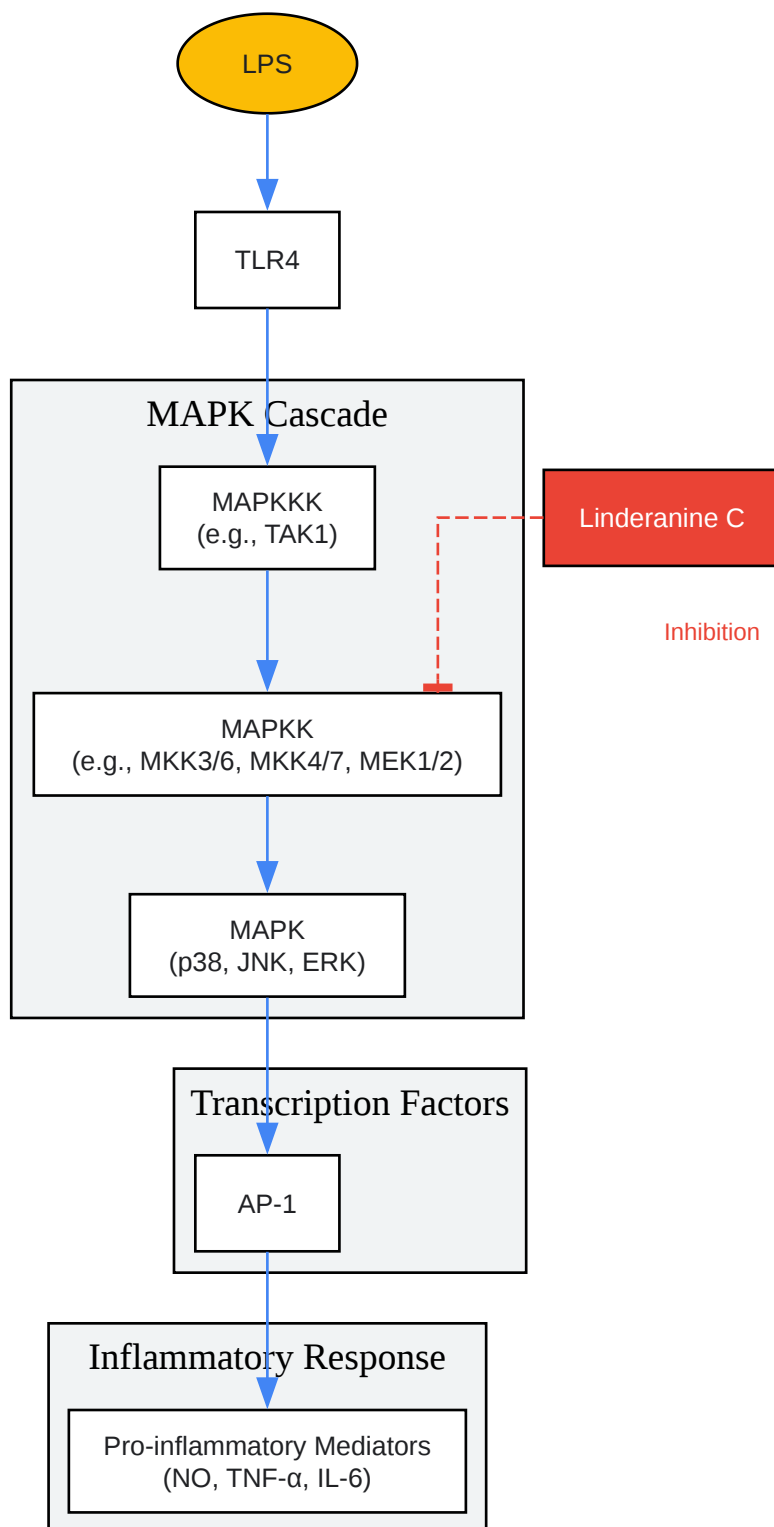 LPS
TLR4
MAPK Cascade
MAPKKK
(e.g., TAK1)
Linderanine C
Inhibition
MAPKK
(e.g., MKK3/6, MKK4/7, MEK1/2)
MAPK
(p38, JNK, ERK)
Transcription Factors
AP-1
Inflammatory Response
Pro-inflammatory Mediators
(NO, TNF-α, IL-6)